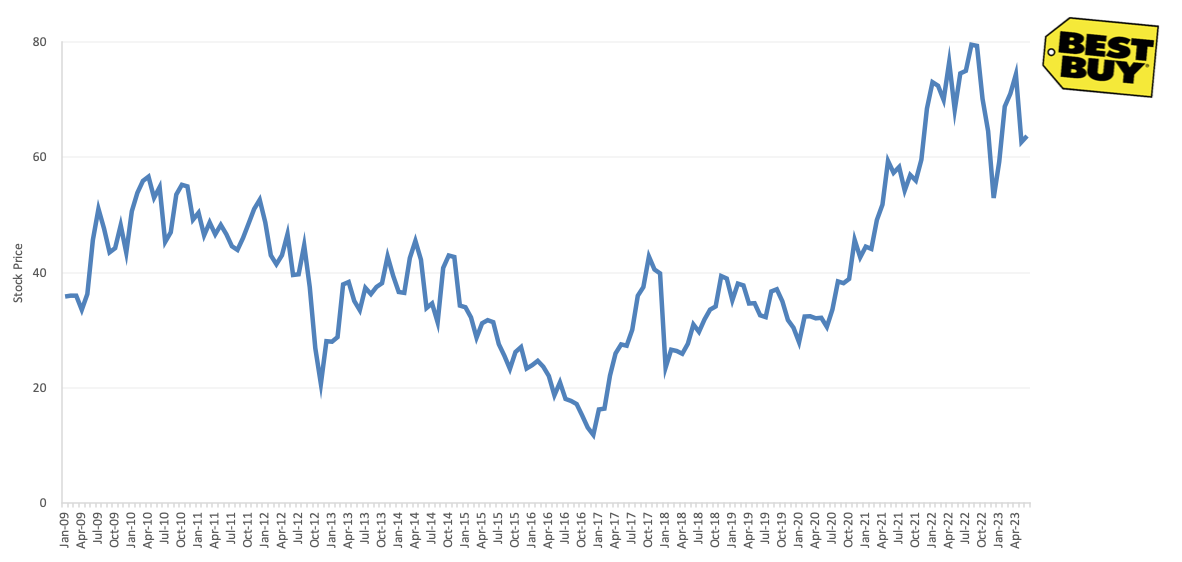 BEST
BUY
80
60
40
20
0
Stock Price
Jan-09
Apr-09
Jul-09
Oct-09
Jan-10
Apr-10
Jul-10
Oct-10
Jan-11
Apr-11
Jul-11
Oct-11
Jan-12
Apr-12
Jul-12
Oct-12
Jan-13
Apr-13
Jul-13
Oct-13
Jan-14
Apr-14
Jul-14
Oct-14
Jan-15
Apr-15
Jul-15
Oct-15
Jan-16
Apr-16
Jul-16
Oct-16
Jan-17
Apr-17
Jul-17
Oct-17
Jan-18
Apr-18
Jul-18
Oct-18
Jan-19
Apr-19
Jul-19
Oct-19
Jan-20
Apr-20
Jul-20
Oct-20
Jan-21
Apr-21
Jul-21
Oct-21
Jan-22
Apr-22
Jul-22
Oct-22
Jan-23
Apr-23